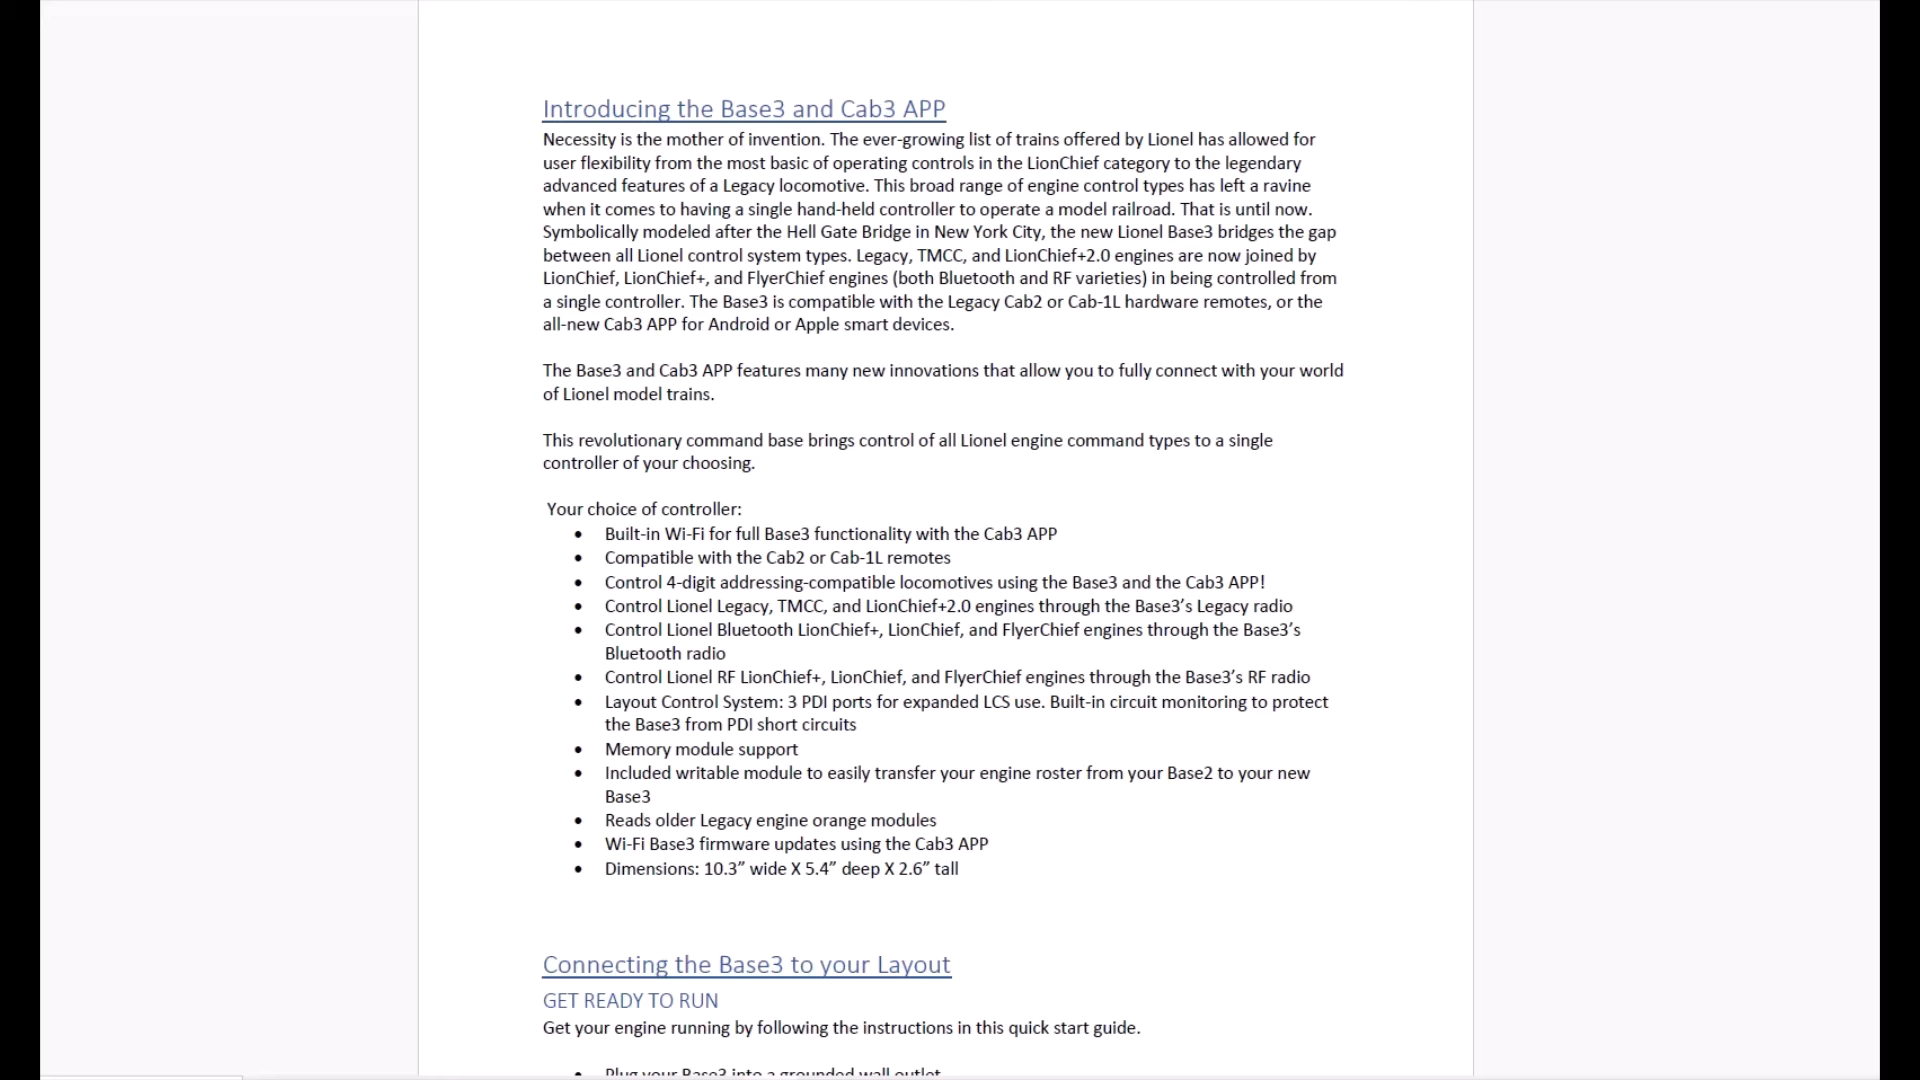 Introducing the Base3 and Cab3 APP
Necessity is the mother of invention. The ever-growing list of trains offered by Lionel has allowed for
user flexibility from the most basic of operating controls in the LionChief category to the legendary
advanced features of a Legacy locomotive. This broad range of engine control types has left a ravine
when it comes to having a single hand-held controller to operate a model railroad. That is until now.
Symbolically modeled after the Hell Gate Bridge in New York City, the new Lionel Base3 bridges the gap
between all Lionel control system types. Legacy, TMCC, and LionChief+2.0 engines are now joined by
LionChief, LionChief+, and FlyerChief engines (both Bluetooth and RF varieties) in being controlled from
a single controller. The Base3 is compatible with the Legacy Cab2 or Cab-1L hardware remotes, or the
all-new Cab3 APP for Android or Apple smart devices.
The Base3 and Cab3 APP features many new innovations that allow you to fully connect with your world
of Lionel model trains.
This revolutionary command base brings control of all Lionel engine command types to a single
controller of your choosing.
Your choice of controller:
• Built-in Wi-Fi for full Base3 functionality with the Cab3 APP
• Compatible with the Cab2 or Cab-1L remotes
• Control 4-digit addressing-compatible locomotives using the Base3 and the Cab3 APP!
• Control Lionel Legacy, TMCC, and LionChief+2.0 engines through the Base3’s Legacy radio
• Control Lionel Bluetooth LionChief+, LionChief, and FlyerChief engines through the Base3’s
Bluetooth radio
• Control Lionel RF LionChief+, LionChief, and FlyerChief engines through the Base3’s RF radio
• Layout Control System: 3 PDI ports for expanded LCS use. Built-in circuit monitoring to protect
the Base3 from PDI short circuits
• Memory module support
• Included writable module to easily transfer your engine roster from your Base2 to your new
Base3
• Reads older Legacy engine orange modules
• Wi-Fi Base3 firmware updates using the Cab3 APP
• Dimensions: 10.3” wide X 5.4” deep X 2.6” tall
Connecting the Base3 to your Layout
GET READY TO RUN
Get your engine running by following the instructions in this quick start guide.
• Plug your Base3 into a grounded wall outlet